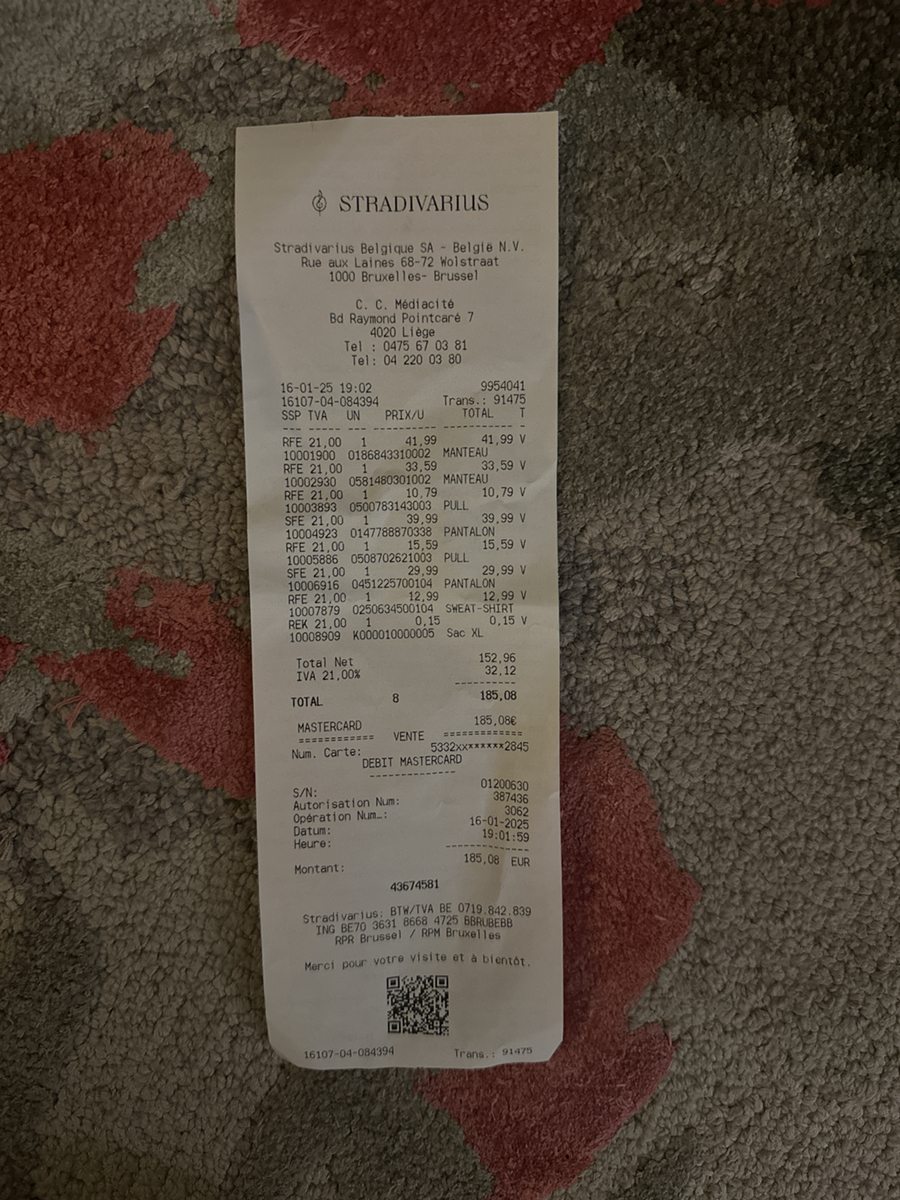 STRADIVARIUS
Stradivarius Belgique SA - België N.V.
Rue aux Laines 68-72 Wolstraat
1000 Bruxelles- Brussel
C. C. Médiacité
Bd Raymond Pointcaré 7
4020 Liège
Tel : 0475 67 03 81
Tel: 04 220 03 80
16-01-25 19:02 9954041
16107-04-084394 Trans.: 91475
SSP TVA UN PRIX/U TOTAL T
--- ----- --- --------- ----------- -
RFE 21,00 1 41,99 41,99 V
10001900 0186843310002 MANTEAU
RFE 21,00 1 33,59 33,59 V
10002930 0581480301002 MANTEAU
RFE 21,00 1 10,79 10,79 V
10003893 0500783143003 PULL
SFE 21,00 1 39,99 39,99 V
10004923 0147788870338 PANTALON
RFE 21,00 1 15,59 15,59 V
10005886 0508702621003 PULL
SFE 21,00 1 29,99 29,99 V
10006916 0451225700104 PANTALON
RFE 21,00 1 12,99 12,99 V
10007879 0250634500104 SWEAT-SHIRT
REK 21,00 1 0,15 0,15 V
10008909 K000010000005 Sac XL
Total Net 152,96
IVA 21,00% 32,12
----------
TOTAL 8 185,08
MASTERCARD 185,08€
============ VENTE ============
Num. Carte: 5332xx******2845
DEBIT MASTERCARD
--------------
S/N: 01200630
Autorisation Num: 387436
Opération Num…: 3062
Datum: 16-01-2025
Heure: 19:01:59
--------------
Montant: 185,08 EUR
43674581
Stradivarius: BTW/TVA BE 0719.842.839
ING BE70 3631 8668 4725 BBRUBEBB
RPR Brussel / RPM Bruxelles
Merci pour votre visite et à bientôt.
16107-04-084394 Trans.: 91475